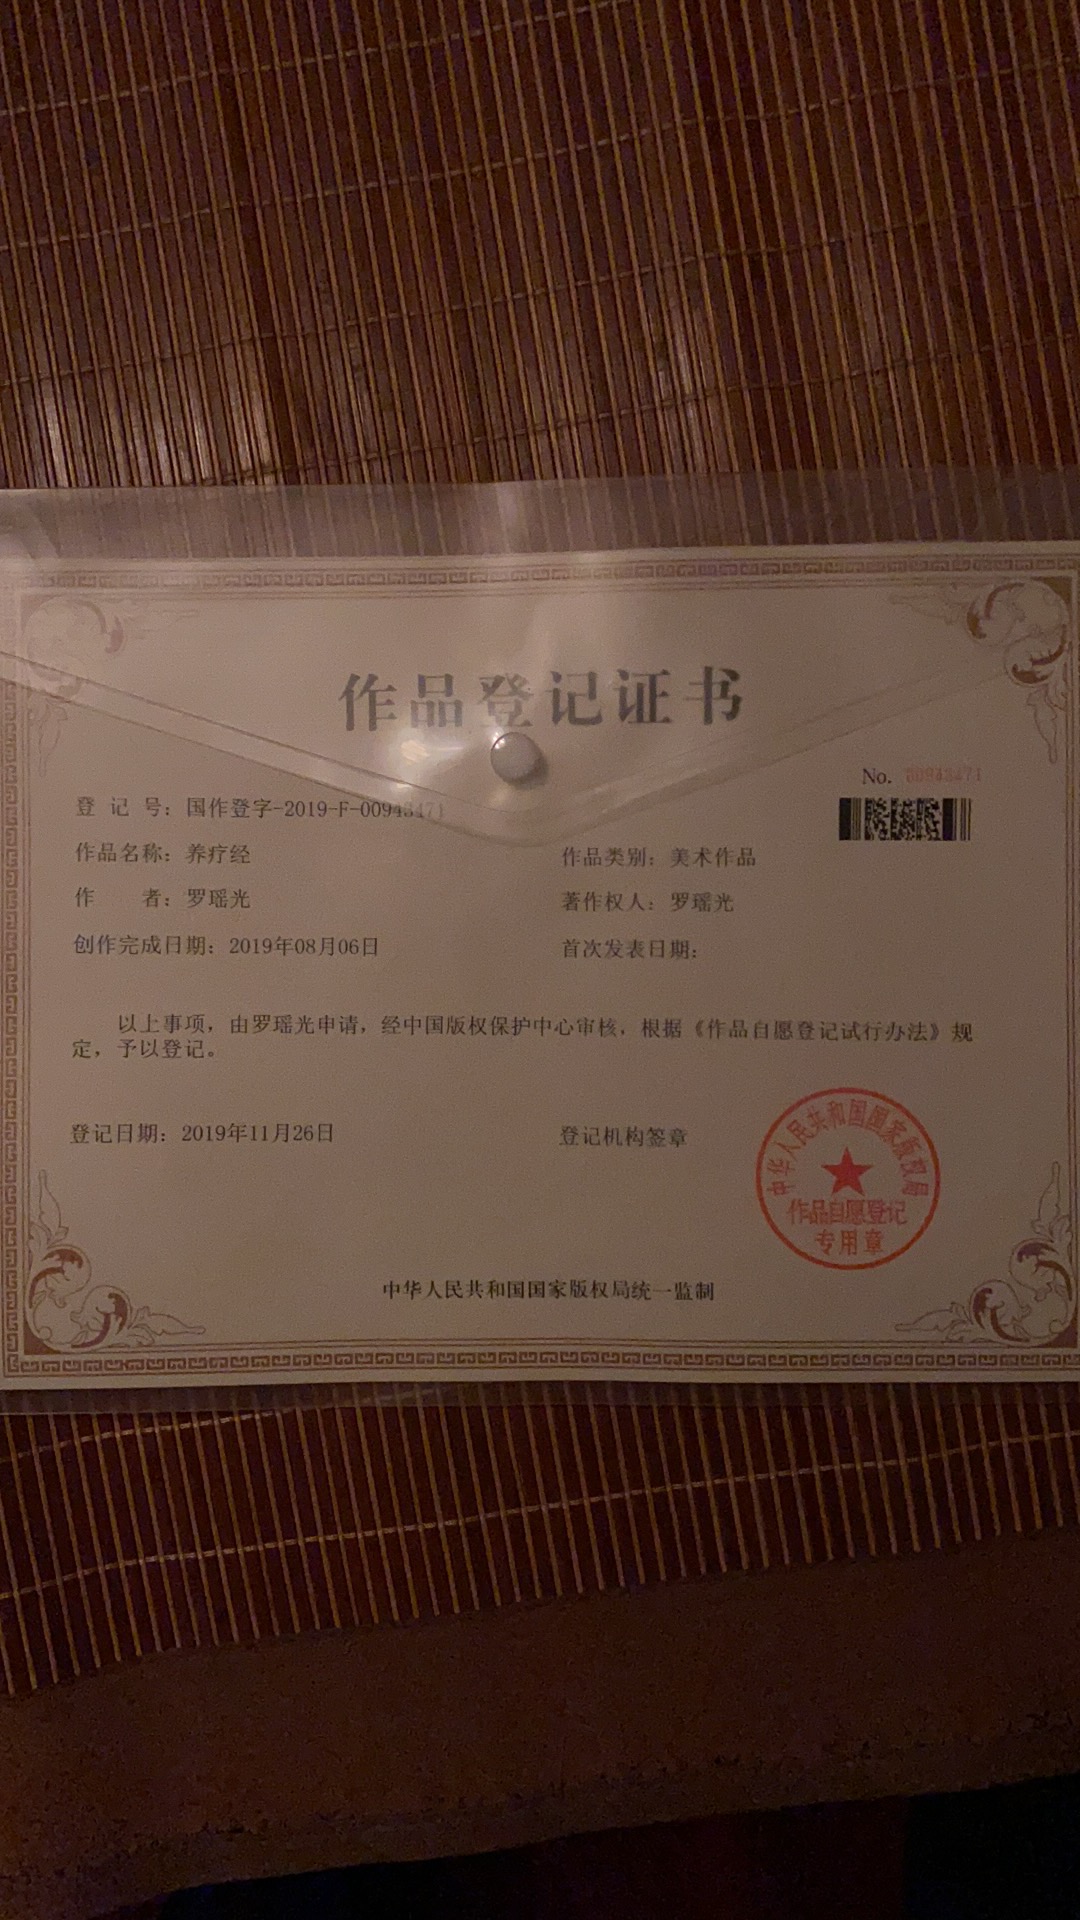 作品登记证书
No. 00943471
登 记 号：国作登字-2019-F-00943471
作品名称：养疗经
作品类别：美术作品
作 者：罗瑶光
著作权人：罗瑶光
创作完成日期：2019年08月06日
首次发表日期：
以上事项，由罗瑶光申请，经中国版权保护中心审核，根据《作品自愿登记试行办法》规
定，予以登记。
登记日期：2019年11月26日
登记机构签章
中华人民共和国国家版权局
作品自愿登记
专用章
中华人民共和国国家版权局统一监制